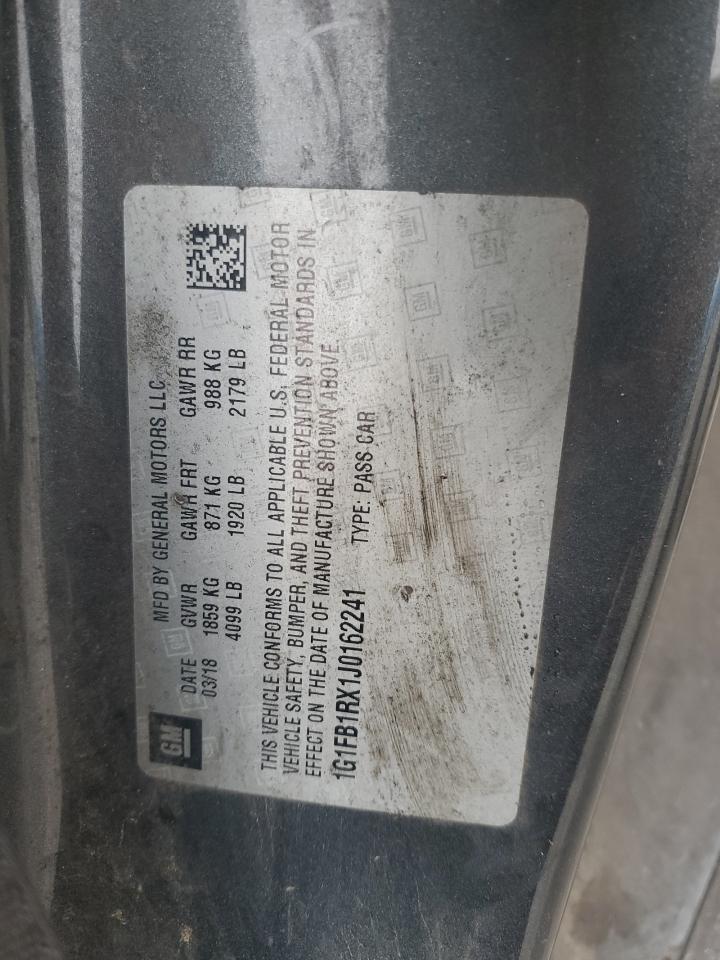 GM
MFD BY GENERAL MOTORS LLC
DATE GVWR GAWR FRT GAWR RR
03/18 1859 KG 871 KG 988 KG
4099 LB 1920 LB 2179 LB
THIS VEHICLE CONFORMS TO ALL APPLICABLE U.S. FEDERAL MOTOR
VEHICLE SAFETY, BUMPER, AND THEFT PREVENTION STANDARDS IN
EFFECT ON THE DATE OF MANUFACTURE SHOWN ABOVE.
1G1FB1RX1J0162241 TYPE: PASS CAR